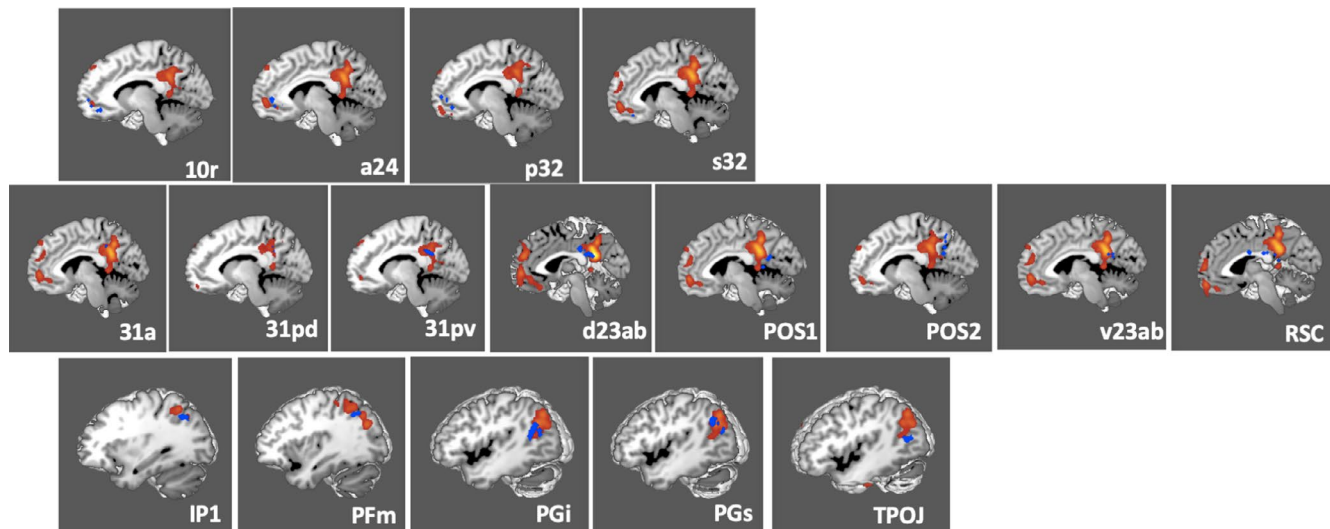 10r a24 p32 s32
31a 31pd 31pv d23ab POS1 POS2 v23ab RSC
IP1 PFm PGi PGs TPOJ